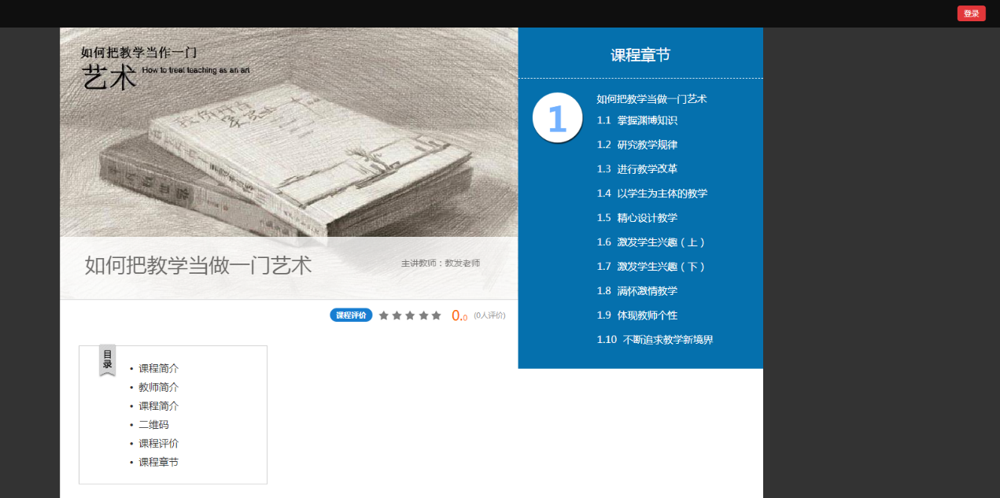 登录
如何把教学当作一门
艺术 How to treat teaching as an art
如何把教学当做一门艺术
主讲教师：教发老师
课程评价
0.0 (0人评价)
目录
• 课程简介
• 教师简介
• 课程简介
• 二维码
• 课程评价
• 课程章节
课程章节
1
如何把教学当做一门艺术
1.1 掌握渊博知识
1.2 研究教学规律
1.3 进行教学改革
1.4 以学生为主体的教学
1.5 精心设计教学
1.6 激发学生兴趣（上）
1.7 激发学生兴趣（下）
1.8 满怀激情教学
1.9 体现教师个性
1.10 不断追求教学新境界